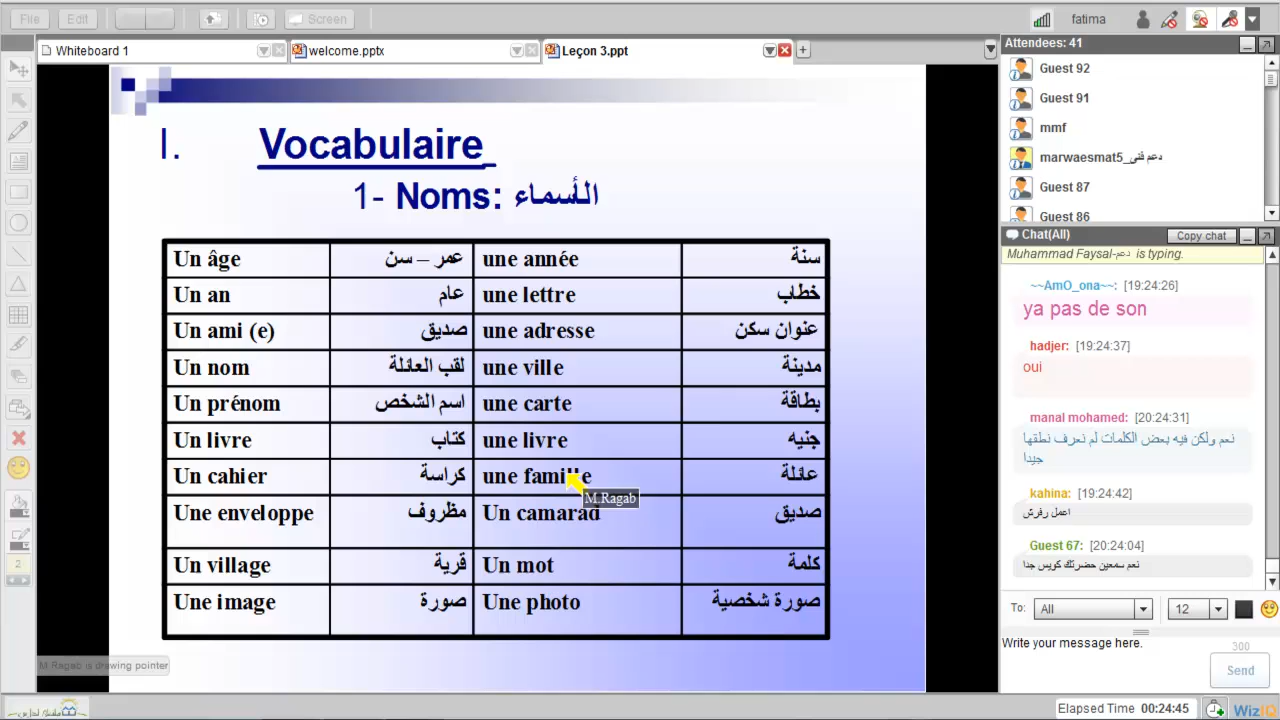 File Edit Screen fatima
Whiteboard 1 welcome.pptx Leçon 3.ppt
I. Vocabulaire
1- Noms: الأسماء
Un âge عمر – سن une année سنة
Un an عام une lettre خطاب
Un ami (e) صديق une adresse عنوان سكن
Un nom لقب العائلة une ville مدينة
Un prénom اسم الشخص une carte بطاقة
Un livre كتاب une livre جنيه
Un cahier كراسة une famille عائلة
M.Ragab
Une enveloppe مظروف Un camarad صديق
Un village قرية Un mot كلمة
Une image صورة Une photo صورة شخصية
2
M.Ragab is drawing pointer
Attendees: 41
Guest 92
Guest 91
mmf
marwaesmat5_دعم فنى
Guest 87
Guest 86
Chat(All) Copy chat
Muhammad Faysal-دعم is typing.
~~AmO_ona~~: [19:24:26]
ya pas de son
hadjer: [19:24:37]
oui
manal mohamed: [20:24:31]
نعم ولكن فيه بعض الكلمات لم نعرف نطقها
جيدا
kahina: [19:24:42]
اعمل رفرش
Guest 67: [20:24:04]
نعم سمعين حضرتك كويس جدا
To: All 12
Write your message here. 300
Send
Elapsed Time 00:24:45 WizIQ